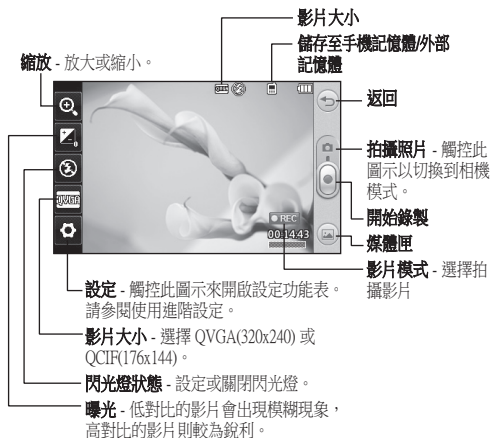 影片大小
儲存至手機記憶體/外部
記憶體
縮放 - 放大或縮小。
返回
拍攝照片 - 觸控此
圖示以切換到相機
模式。
開始錄製
媒體匣
影片模式 - 選擇拍
攝影片
QVGA
REC
00:14:43
設定 - 觸控此圖示來開啟設定功能表。
請參閱使用進階設定。
影片大小 - 選擇 QVGA(320x240) 或
QCIF(176x144)。
閃光燈狀態 - 設定或關閉閃光燈。
曝光 - 低對比的影片會出現模糊現象，
高對比的影片則較為銳利。